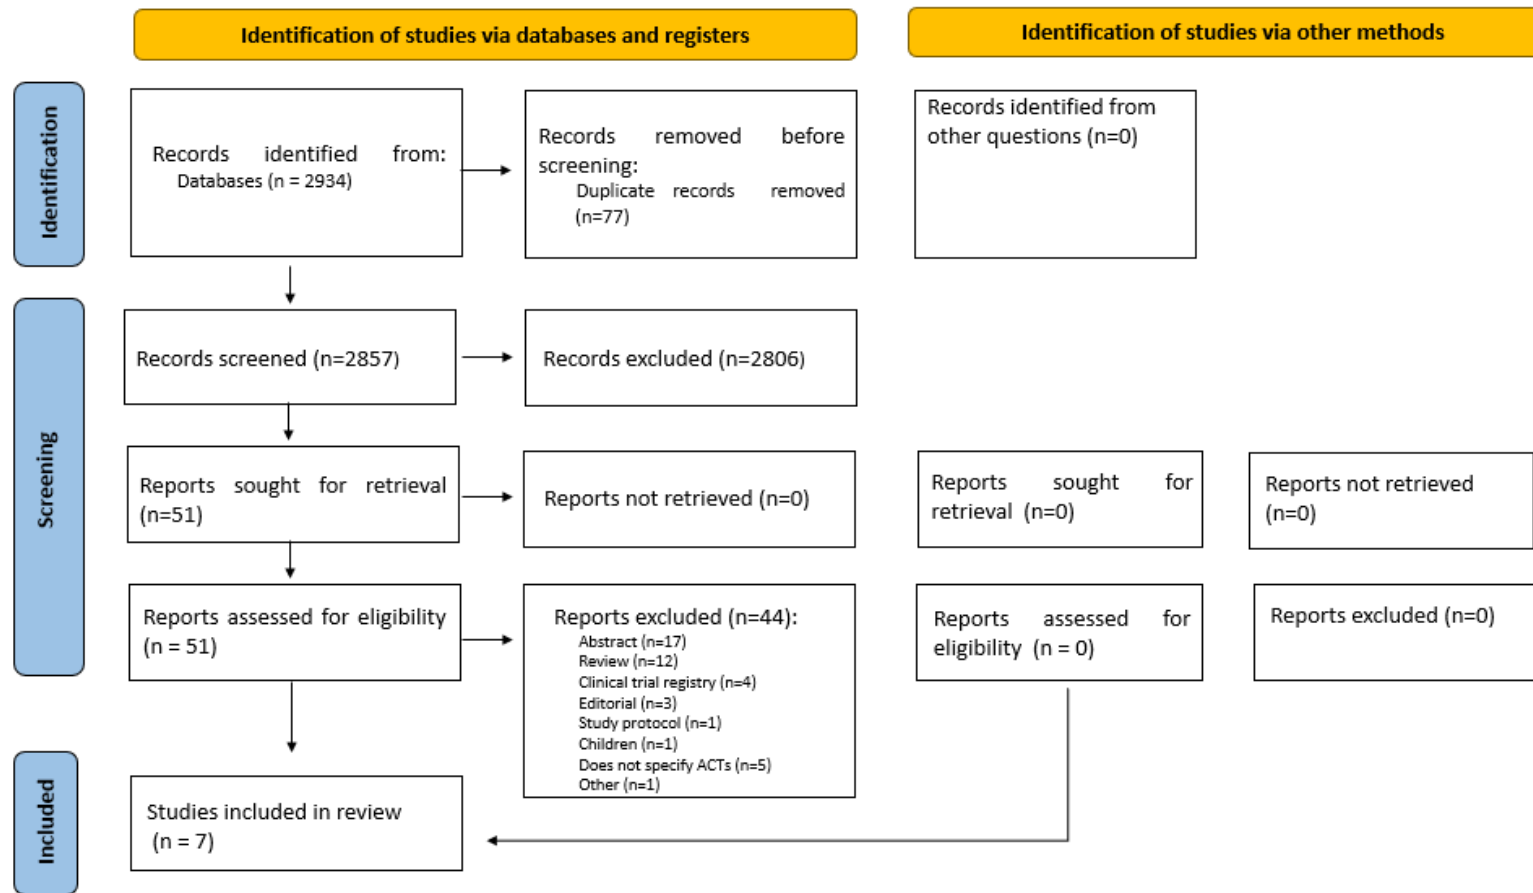 Identification of studies via databases and registers
Identification of studies via other methods
Identification
Records identified from:
Databases (n = 2934)
Records removed before
screening:
Duplicate records removed
(n=77)
Records identified from
other questions (n=0)
Screening
Records screened (n=2857)
Records excluded (n=2806)
Reports sought for retrieval
(n=51)
Reports not retrieved (n=0)
Reports sought for
retrieval (n=0)
Reports not retrieved
(n=0)
Reports assessed for eligibility
(n = 51)
Reports excluded (n=44):
Abstract (n=17)
Review (n=12)
Clinical trial registry (n=4)
Editorial (n=3)
Study protocol (n=1)
Children (n=1)
Does not specify ACTs (n=5)
Other (n=1)
Reports assessed for
eligibility (n = 0)
Reports excluded (n=0)
Included
Studies included in review
(n = 7)